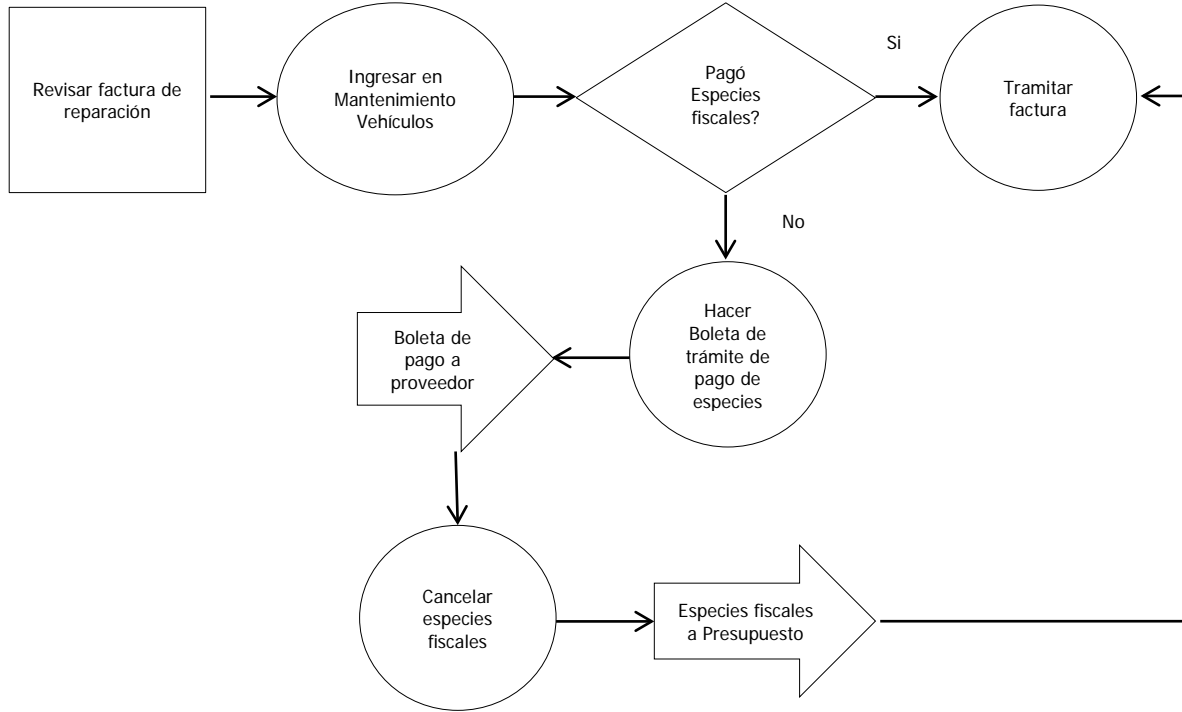 Revisar factura de
reparación
Ingresar en
Mantenimiento
Vehículos
Pagó
Especies
fiscales?
Si
Tramitar
factura
No
Hacer
Boleta de
trámite de
pago de
especies
Boleta de
pago a
proveedor
Cancelar
especies
fiscales
Especies fiscales
a Presupuesto